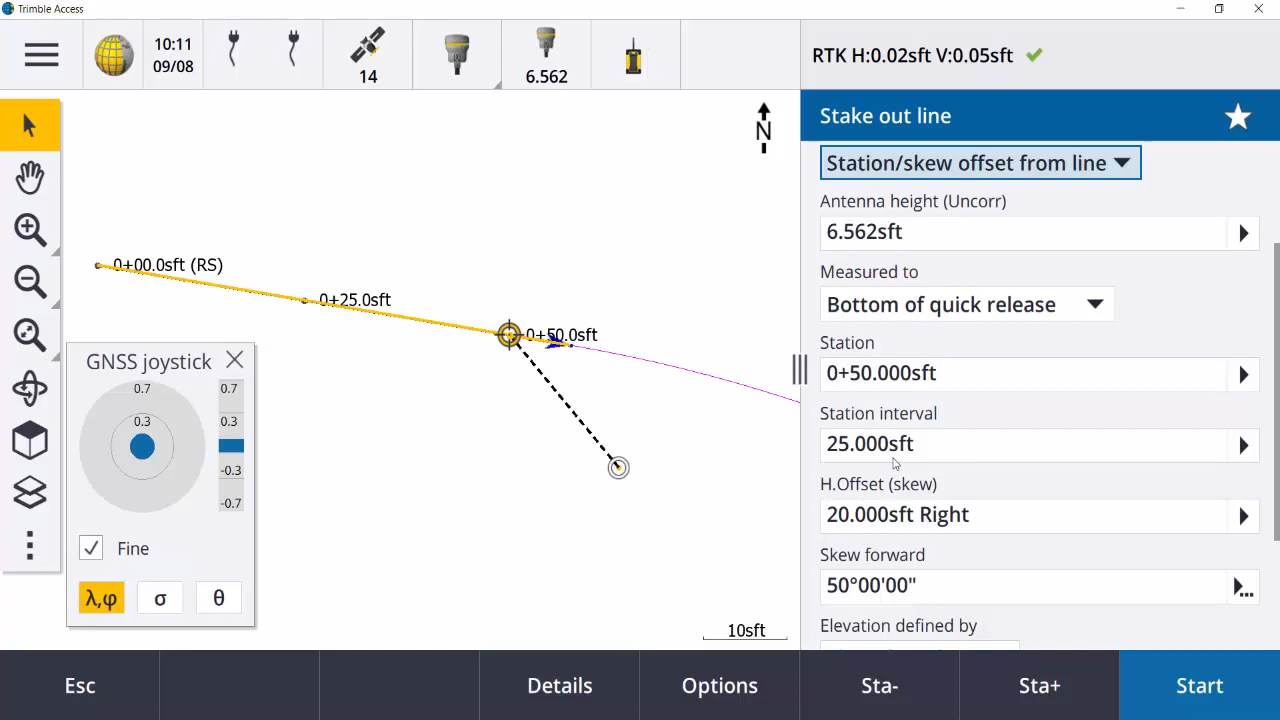 Trimble Access
10:11
09/08
14
6.562
RTK H:0.02sft V:0.05sft
Stake out line
Station/skew offset from line
Antenna height (Uncorr)
6.562sft
Measured to
Bottom of quick release
Station
0+50.000sft
Station interval
25.000sft
H.Offset (skew)
20.000sft Right
Skew forward
50°00'00"
Elevation defined by
N
0+00.0sft (RS)
0+25.0sft
0+50.0sft
GNSS joystick
0.7
0.3
0.7
0.3
-0.3
-0.7
Fine
λ,φ
σ
θ
10sft
Esc
Details
Options
Sta-
Sta+
Start